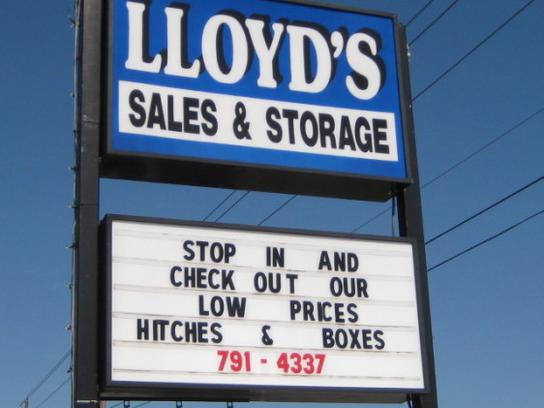 LLOYD'S
SALES & STORAGE
STOP IN AND
CHECK OUT OUR
LOW PRICES
HITCHES & BOXES
791 - 4337